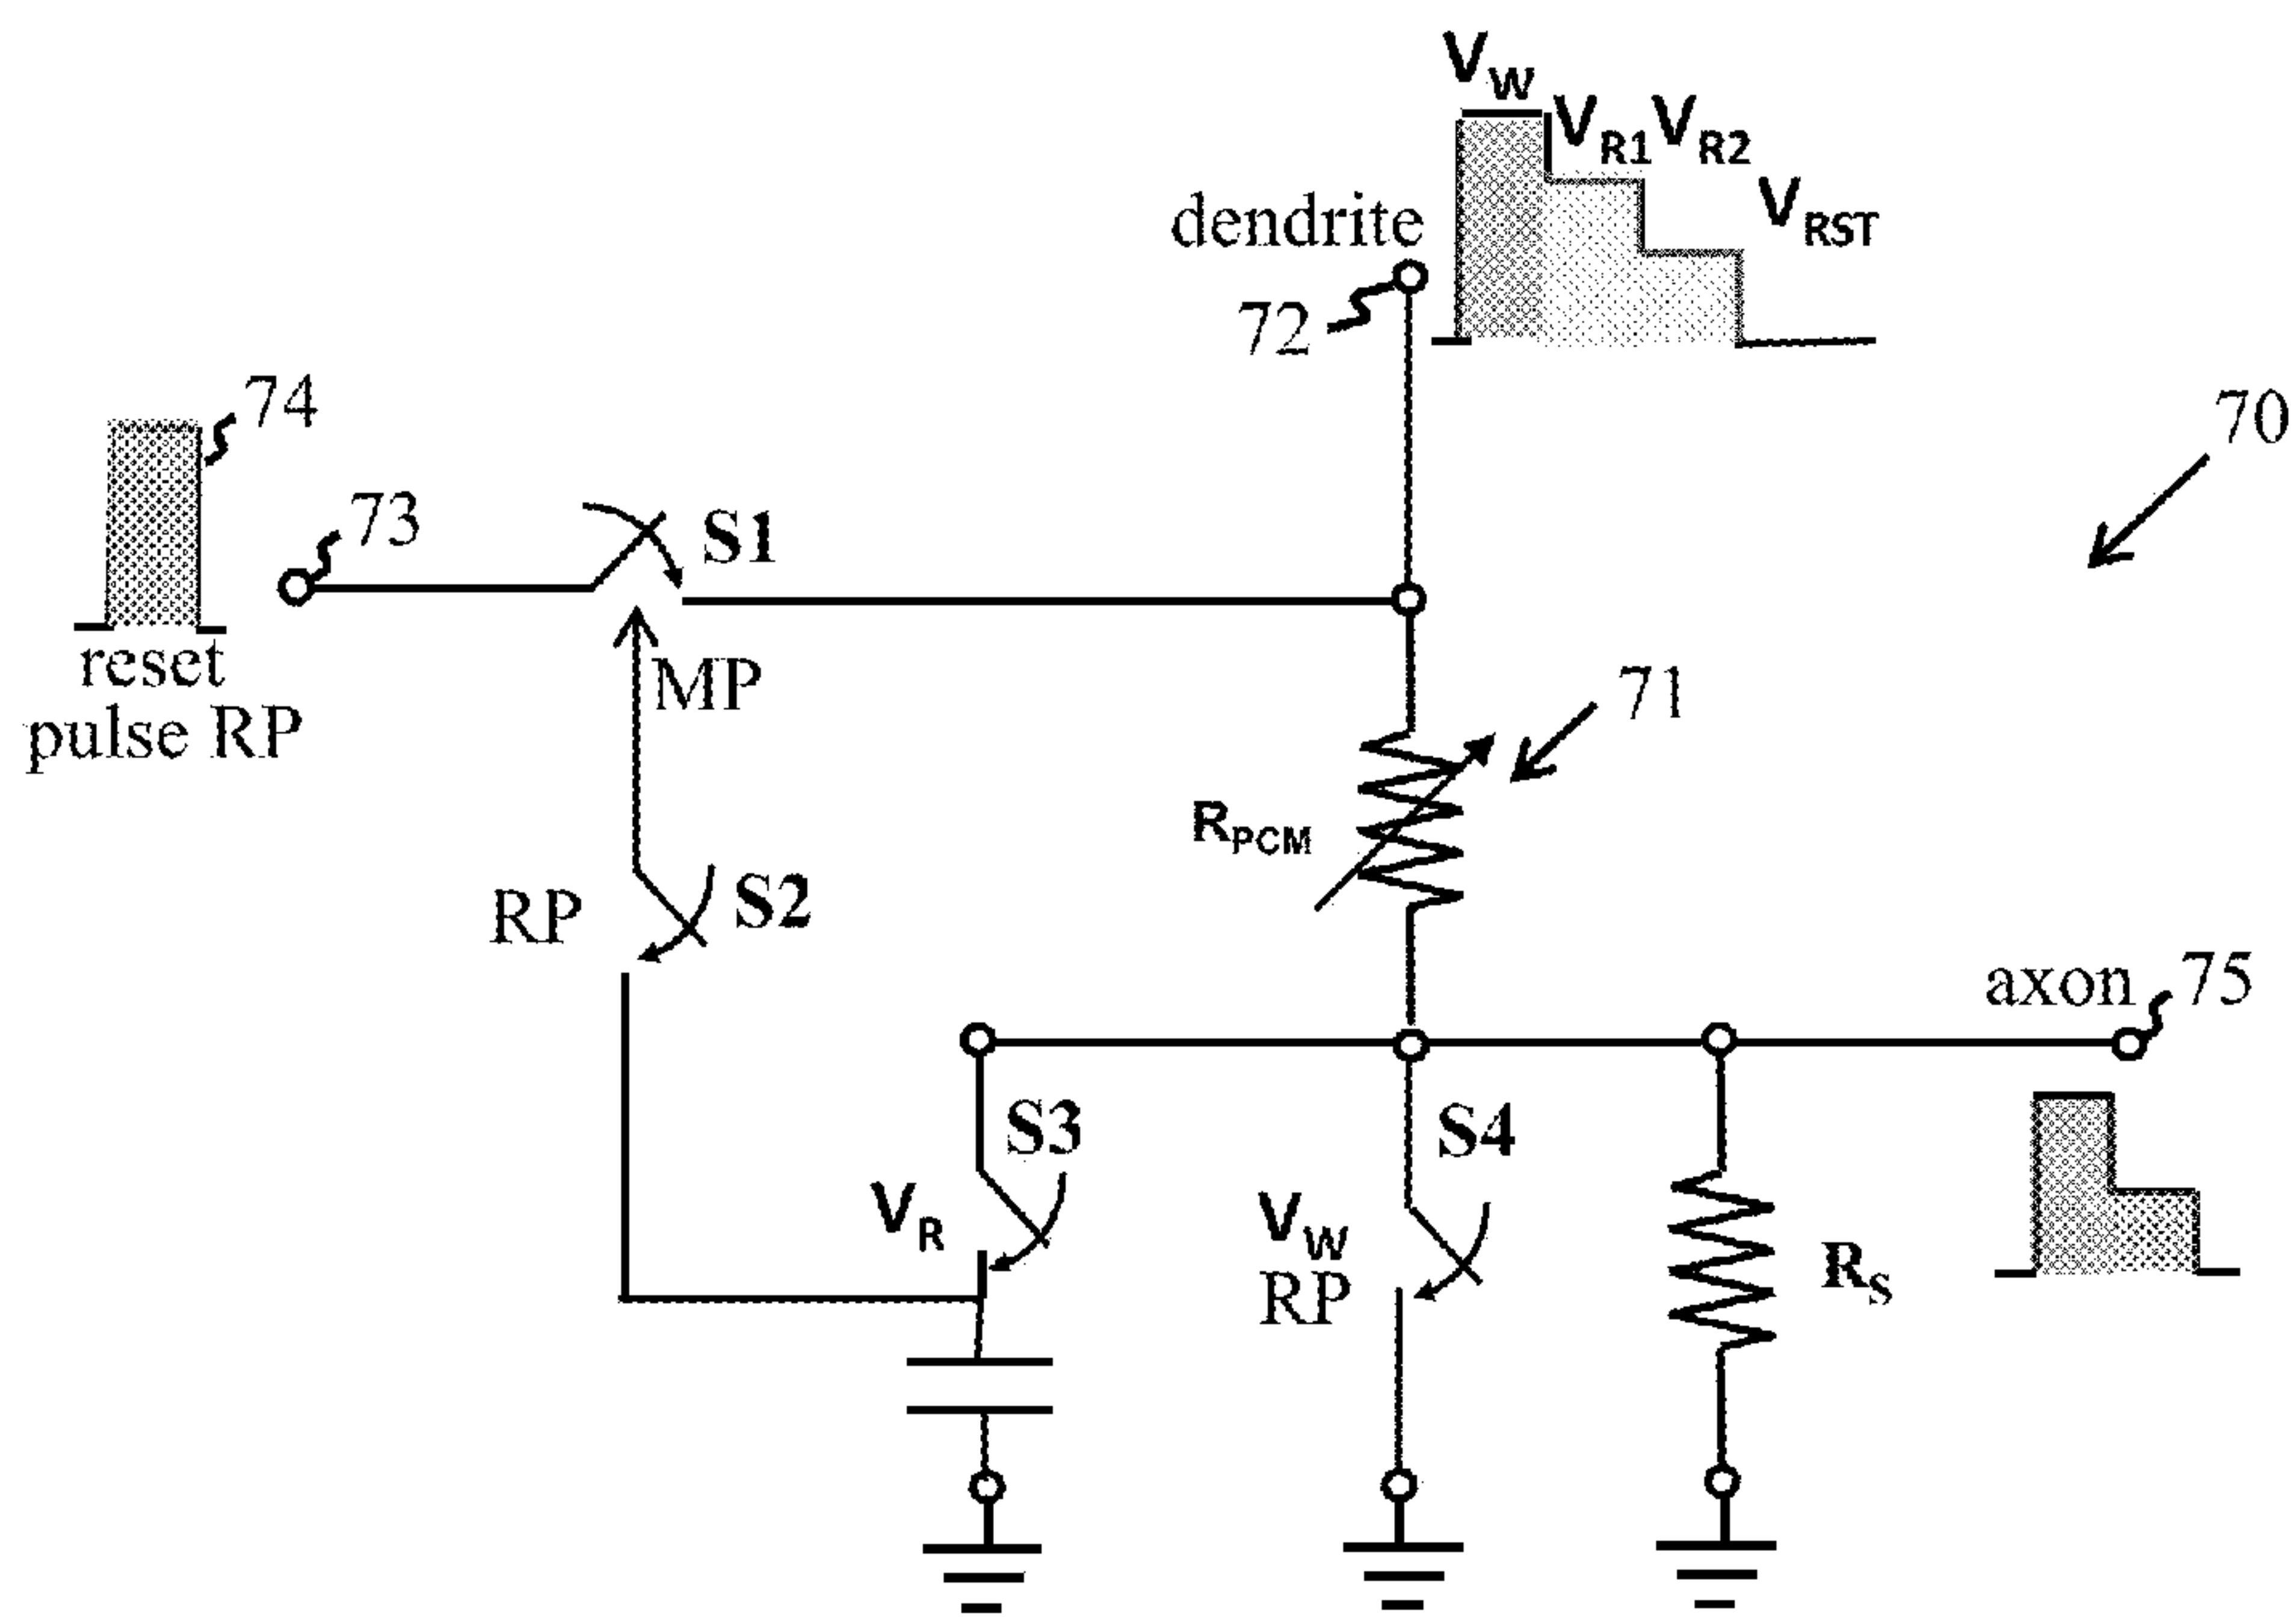 V_W
V_R1 V_R2
V_RST
dendrite
72
74
70
73
S1
reset
pulse RP
MP
71
R_PCM
RP
S2
axon
75
S3
S4
V_R
V_W
RP
R_S